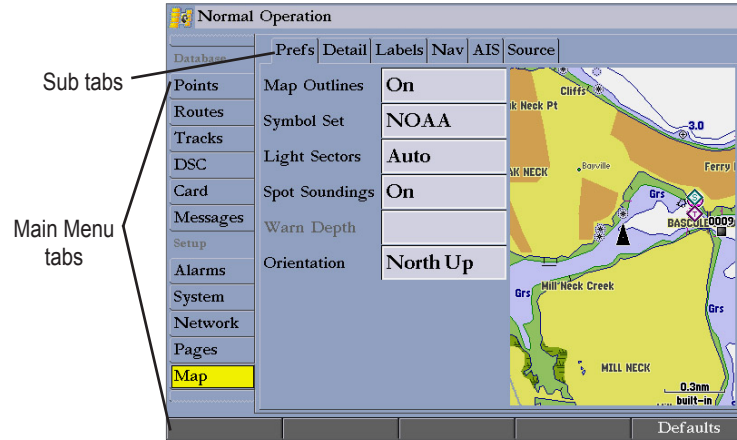 Normal Operation
Sub tabs
Main Menu
tabs
Database
Points
Routes
Tracks
DSC
Card
Messages
Setup
Alarms
System
Network
Pages
Map
Prefs Detail Labels Nav AIS Source
Map Outlines On
Symbol Set NOAA
Light Sectors Auto
Spot Soundings On
Warn Depth
Orientation North Up
Cliffs
Neck Pt
3.0
NECK
Bayville
Ferry
Grs
S
T
0009
Mill Neck Creek
Grs
Grs
MILL NECK
0.3nm
built-in
Defaults